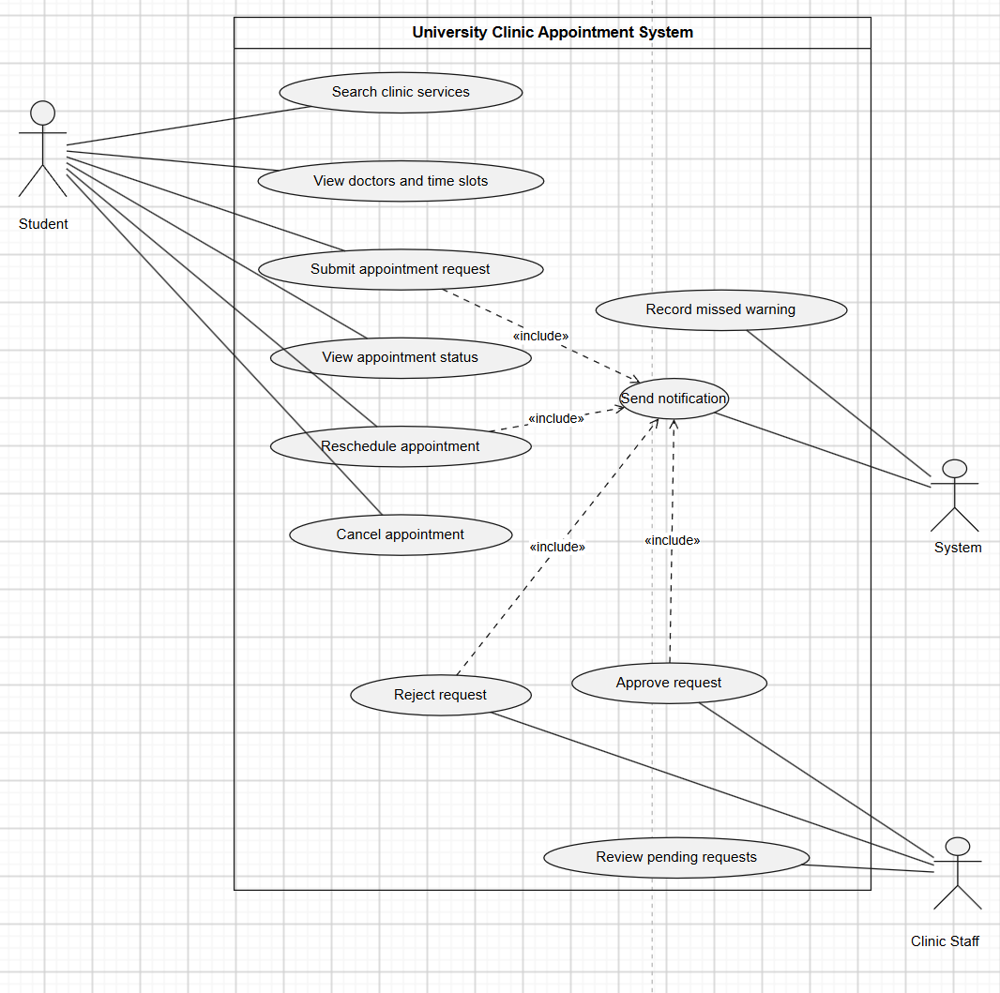 University Clinic Appointment System
Search clinic services
View doctors and time slots
Student
Submit appointment request
Record missed warning
«include»
View appointment status
Send notification
«include»
Reschedule appointment
Cancel appointment
«include»
«include»
System
Approve request
Reject request
Review pending requests
Clinic Staff